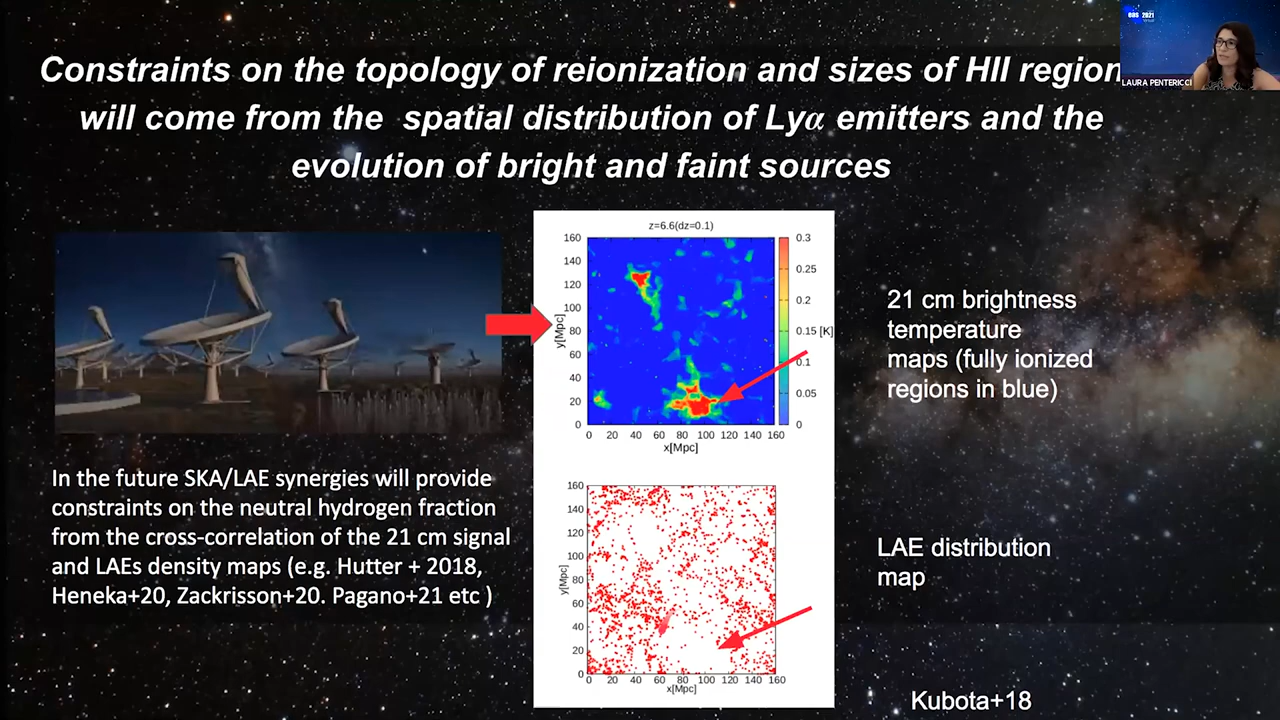 Constraints on the topology of reionization and sizes of HII region
will come from the spatial distribution of Lyα emitters and the
evolution of bright and faint sources
EAS 2021
LAURA PENTERICCI
z=6.6(dz=0.1)
160
140
120
100
80
60
40
20
0
y[Mpc]
0 20 40 60 80 100 120 140 160
x[Mpc]
0.3
0.25
0.2
0.15 [K]
0.1
0.05
0
21 cm brightness
temperature
maps (fully ionized
regions in blue)
In the future SKA/LAE synergies will provide
constraints on the neutral hydrogen fraction
from the cross-correlation of the 21 cm signal
and LAEs density maps (e.g. Hutter + 2018,
Heneka+20, Zackrisson+20. Pagano+21 etc )
160
140
120
100
80
60
40
20
0
y[Mpc]
0 20 40 60 80 100 120 140 160
x[Mpc]
LAE distribution
map
Kubota+18